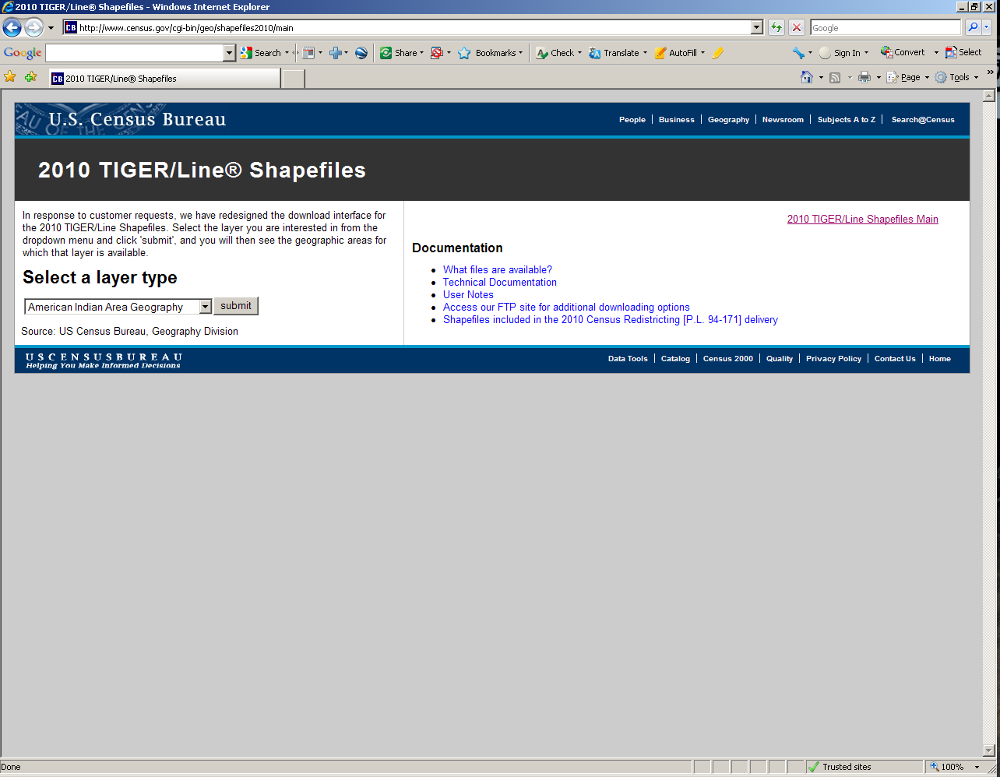 2010 TIGER/Line® Shapefiles - Windows Internet Explorer
http://www.census.gov/cgi-bin/geo/shapefiles2010/main
Google
Google Search Share Bookmarks Check Translate AutoFill Sign In Convert Select
2010 TIGER/Line® Shapefiles
Page Tools
U.S. Census Bureau
People Business Geography Newsroom Subjects A to Z Search@Census
2010 TIGER/Line® Shapefiles
In response to customer requests, we have redesigned the download interface for
the 2010 TIGER/Line Shapefiles. Select the layer you are interested in from the
dropdown menu and click 'submit', and you will then see the geographic areas for
which that layer is available.
Select a layer type
American Indian Area Geography submit
Source: US Census Bureau, Geography Division
2010 TIGER/Line Shapefiles Main
Documentation
What files are available?
Technical Documentation
User Notes
Access our FTP site for additional downloading options
Shapefiles included in the 2010 Census Redistricting [P.L. 94-171] delivery
USCENSUSBUREAU
Helping You Make Informed Decisions
Data Tools Catalog Census 2000 Quality Privacy Policy Contact Us Home
Done Trusted sites 100%